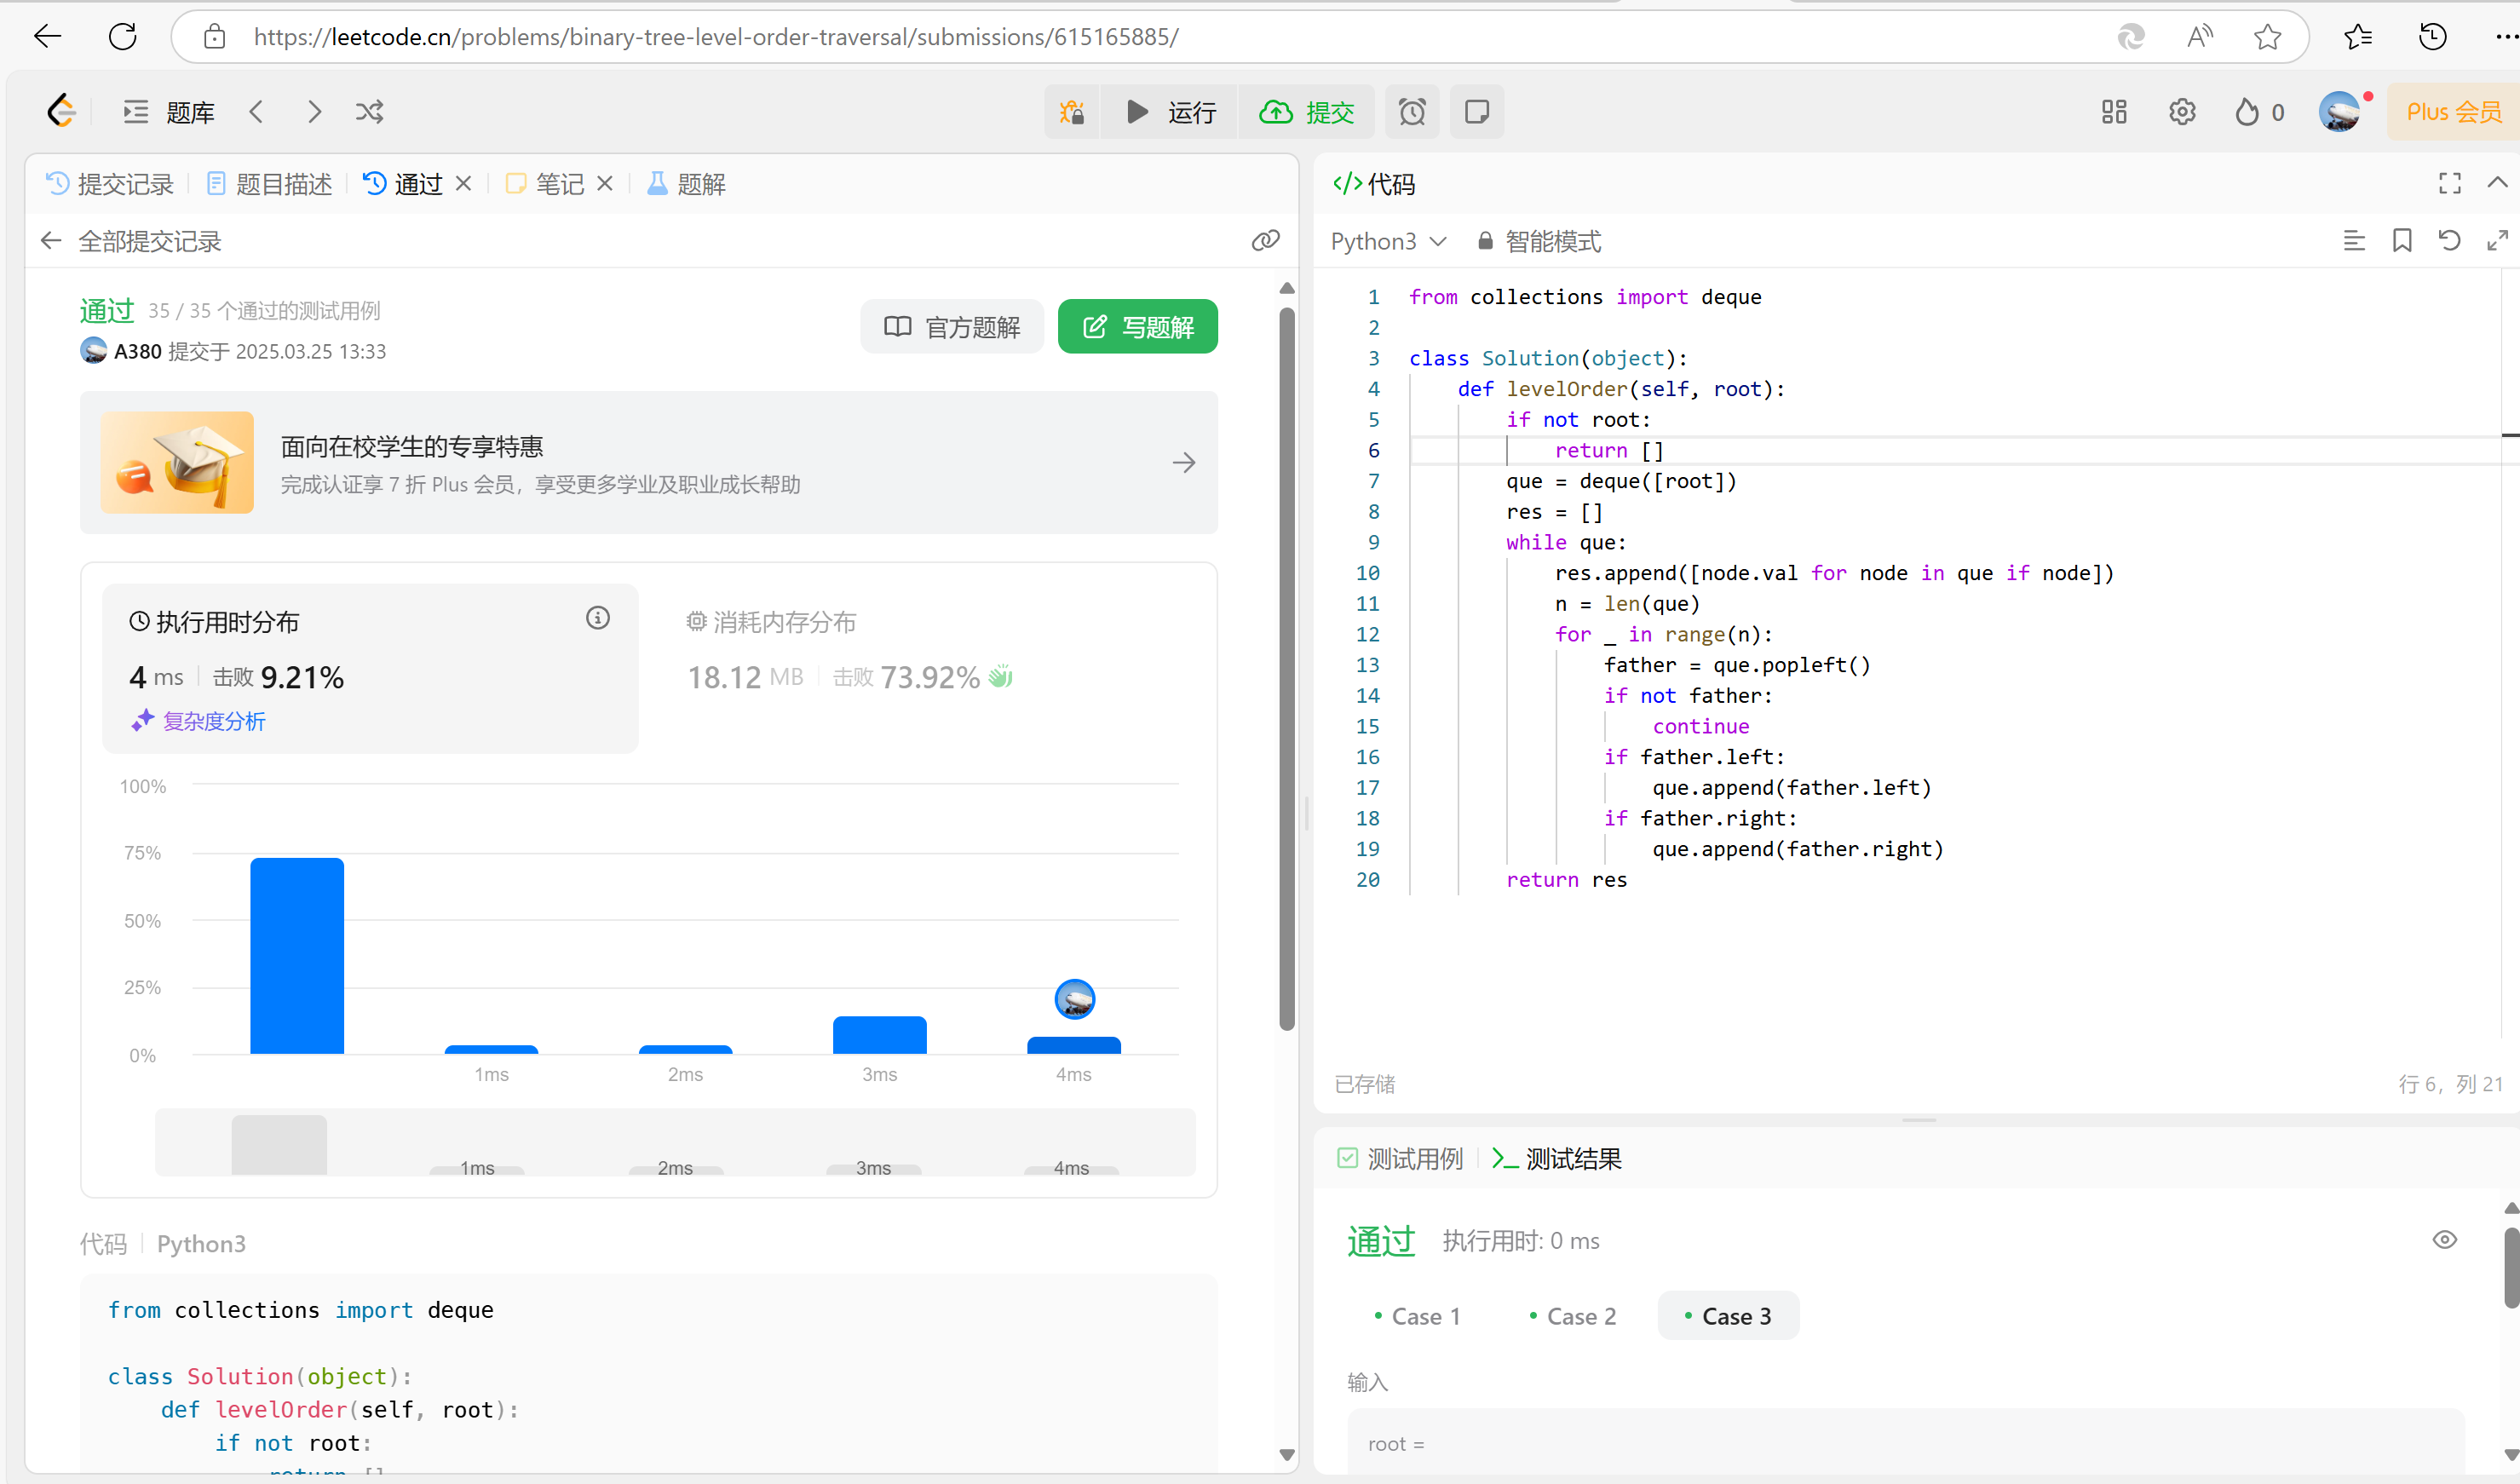 https://leetcode.cn/problems/binary-tree-level-order-traversal/submissions/615165885/
题库
运行
提交
0
Plus 会员
提交记录
题目描述
通过
笔记
题解
全部提交记录
通过 35 / 35 个通过的测试用例
A380 提交于 2025.03.25 13:33
官方题解
写题解
面向在校学生的专享特惠
完成认证享 7 折 Plus 会员，享受更多学业及职业成长帮助
执行用时分布
4 ms 击败 9.21%
复杂度分析
消耗内存分布
18.12 MB 击败 73.92%
100%
75%
50%
25%
0%
1ms 2ms 3ms 4ms
1ms 2ms 3ms 4ms
代码 Python3
from collections import deque
class Solution(object):
    def levelOrder(self, root):
        if not root:
            return []
代码
Python3 智能模式
1 from collections import deque
2
3 class Solution(object):
4     def levelOrder(self, root):
5         if not root:
6             return []
7         que = deque([root])
8         res = []
9         while que:
10             res.append([node.val for node in que if node])
11             n = len(que)
12             for _ in range(n):
13                 father = que.popleft()
14                 if not father:
15                     continue
16                 if father.left:
17                     que.append(father.left)
18                 if father.right:
19                     que.append(father.right)
20         return res
已存储
行 6，列 21
测试用例
测试结果
通过 执行用时: 0 ms
Case 1 Case 2 Case 3
输入
root =